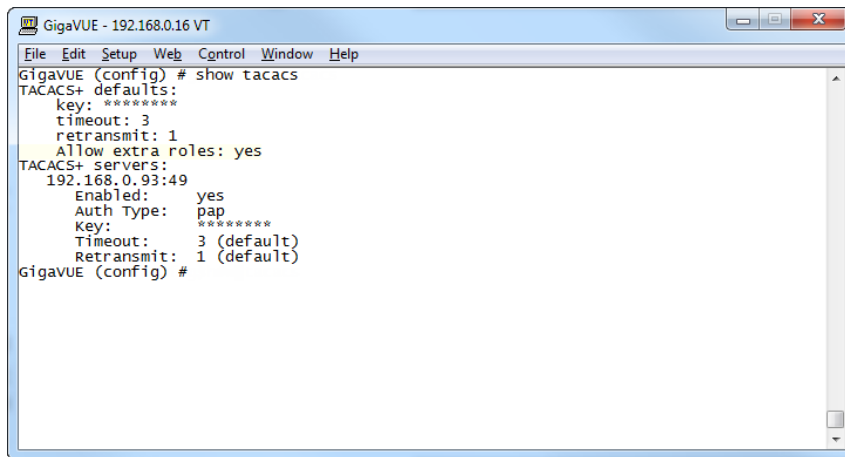 GigaVUE - 192.168.0.16 VT
File Edit Setup Web Control Window Help
GigaVUE (config) # show tacacs
TACACS+ defaults:
key: ********
timeout: 3
retransmit: 1
Allow extra roles: yes
TACACS+ servers:
192.168.0.93:49
Enabled: yes
Auth Type: pap
Key: ********
Timeout: 3 (default)
Retransmit: 1 (default)
GigaVUE (config) #